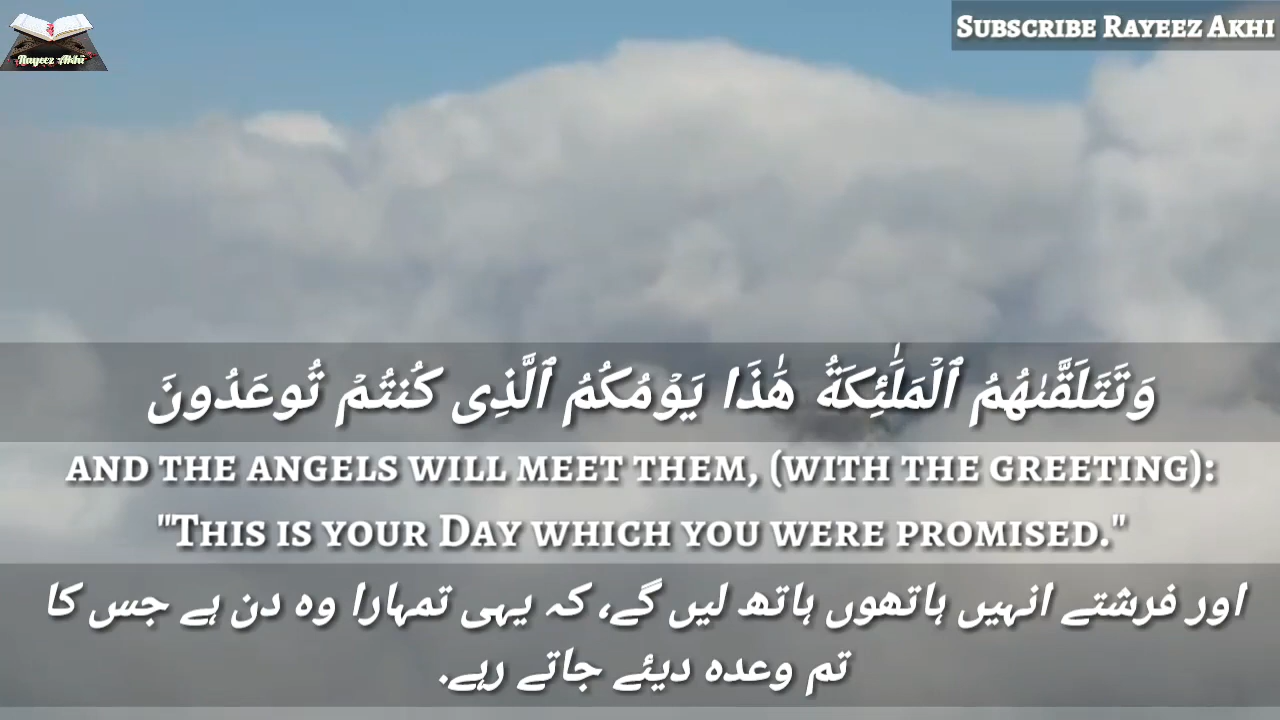 SUBSCRIBE RAYEEZ AKHI
Rayeez Akhi
وَتَتَلَقَّىٰهُمُ ٱلْمَلَـٰٓئِكَةُ هَـٰذَا يَوْمُكُمُ ٱلَّذِى كُنتُمْ تُوعَدُونَ
AND THE ANGELS WILL MEET THEM, (WITH THE GREETING):
"THIS IS YOUR DAY WHICH YOU WERE PROMISED."
اور فرشتے انہیں ہاتھوں ہاتھ لیں گے، کہ یہی تمہارا وہ دن ہے جس کا
تم وعده دیئے جاتے رہے.